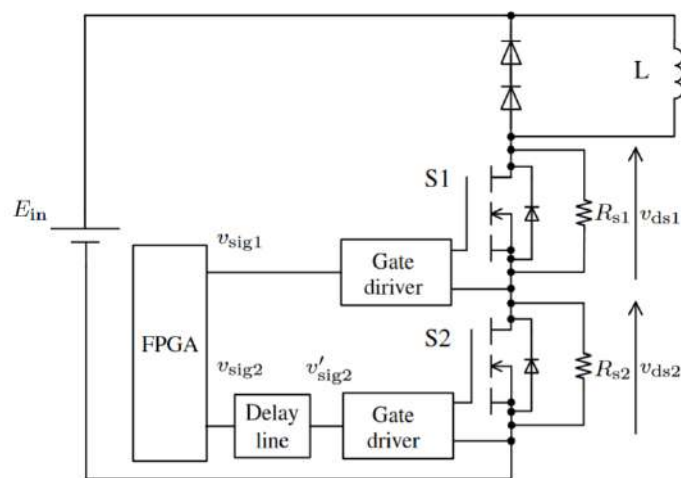 L
S1
E_in
R_s1
v_ds1
v_sig1
Gate
diriver
FPGA
S2
v_sig2
v'_sig2
R_s2
v_ds2
Delay
line
Gate
driver